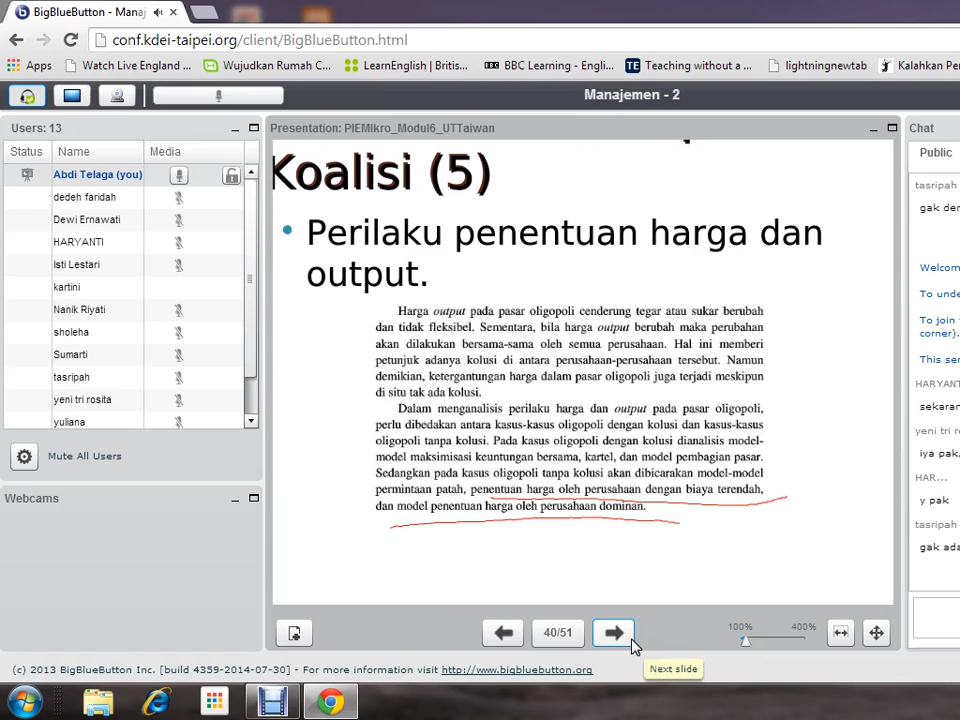 BigBlueButton - Manaj
conf.kdei-taipei.org/client/BigBlueButton.html
Apps Watch Live England ... Wujudkan Rumah C... LearnEnglish | Britis... BBC BBC Learning - Engli... TE Teaching without a ... lightningnewtab Kalahkan Pe
Manajemen - 2
Users: 13
Status Name Media
Abdi Telaga (you)
dedeh faridah
Dewi Ernawati
HARYANTI
Isti Lestari
kartini
Nanik Riyati
sholeha
Sumarti
tasripah
yeni tri rosita
yuliana
Mute All Users
Webcams
Presentation: PIEMIkro_Modul6_UTTaiwan
Koalisi (5)
• Perilaku penentuan harga dan
output.
Harga output pada pasar oligopoli cenderung tegar atau sukar berubah
dan tidak fleksibel. Sementara, bila harga output berubah maka perubahan
akan dilakukan bersama-sama oleh semua perusahaan. Hal ini memberi
petunjuk adanya kolusi di antara perusahaan-perusahaan tersebut. Namun
demikian, ketergantungan harga dalam pasar oligopoli juga terjadi meskipun
di situ tak ada kolusi.
Dalam menganalisis perilaku harga dan output pada pasar oligopoli,
perlu dibedakan antara kasus-kasus oligopoli dengan kolusi dan kasus-kasus
oligopoli tanpa kolusi. Pada kasus oligopoli dengan kolusi dianalisis model-
model maksimisasi keuntungan bersama, kartel, dan model pembagian pasar.
Sedangkan pada kasus oligopoli tanpa kolusi akan dibicarakan model-model
permintaan patah, penentuan harga oleh perusahaan dengan biaya terendah,
dan model penentuan harga oleh perusahaan dominan.
40/51
100% 400%
Next slide
Chat
Public
tasripah
gak den
Welcom
To unde
To join
corner).
This ser
HARYANT
sekaran
yeni tri ro
iya pak,
HAR...
y pak
tasripah
gak ada
(c) 2013 BigBlueButton Inc. [build 4359-2014-07-30] - For more information visit http://www.bigbluebutton.org